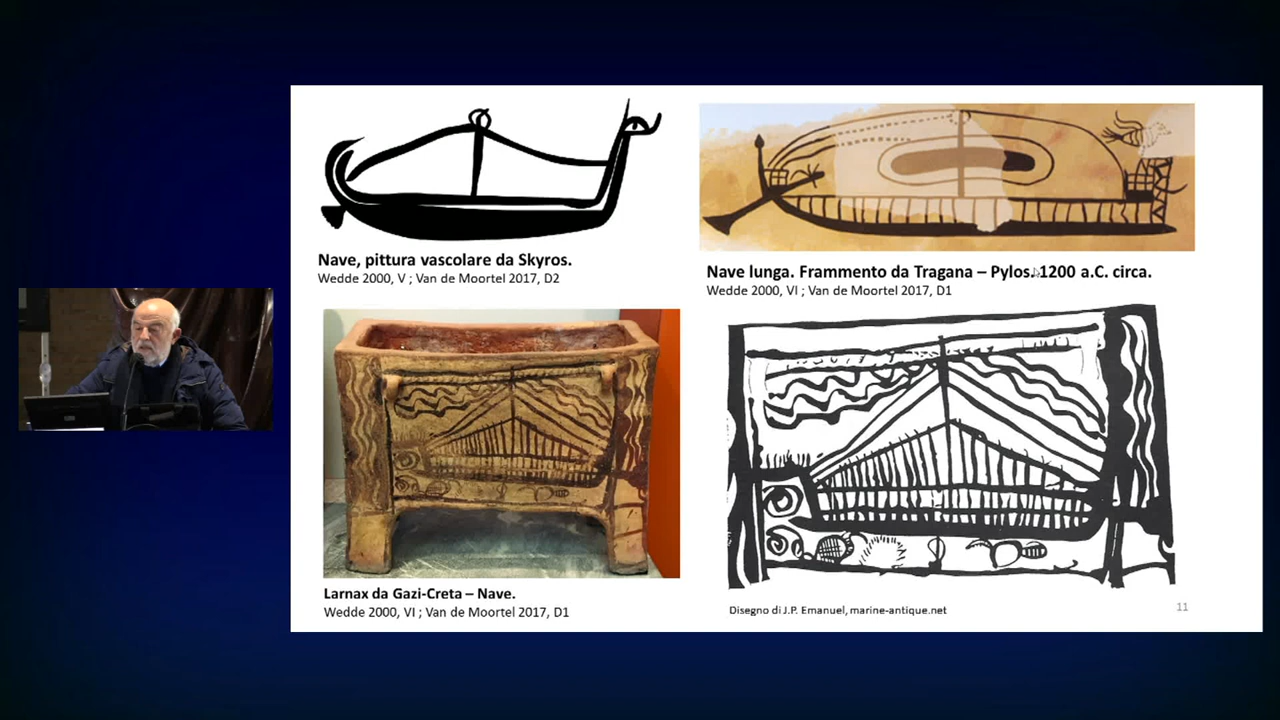 Nave, pittura vascolare da Skyros.
Wedde 2000, V ; Van de Moortel 2017, D2
Nave lunga. Frammento da Tragana – Pylos. 1200 a.C. circa.
Wedde 2000, VI ; Van de Moortel 2017, D1
Larnax da Gazi-Creta – Nave.
Wedde 2000, VI ; Van de Moortel 2017, D1
Disegno di J.P. Emanuel, marine-antique.net
11